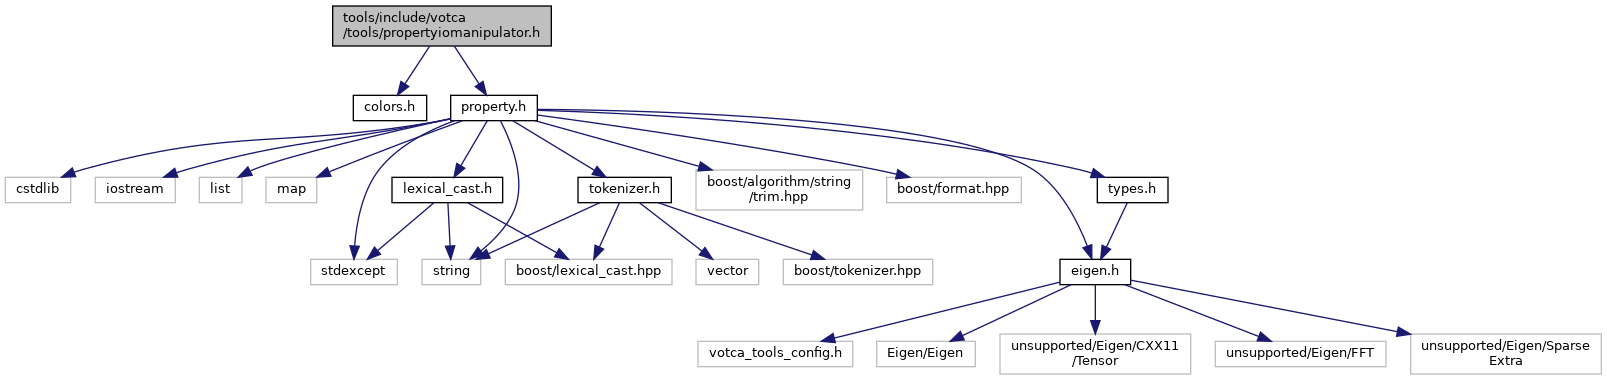 tools/include/votca
/tools/propertyiomanipulator.h
colors.h
property.h
cstdlib
iostream
list
map
lexical_cast.h
tokenizer.h
boost/algorithm/string
/trim.hpp
boost/format.hpp
types.h
stdexcept
string
boost/lexical_cast.hpp
vector
boost/tokenizer.hpp
eigen.h
votca_tools_config.h
Eigen/Eigen
unsupported/Eigen/CXX11
/Tensor
unsupported/Eigen/FFT
unsupported/Eigen/Sparse
Extra